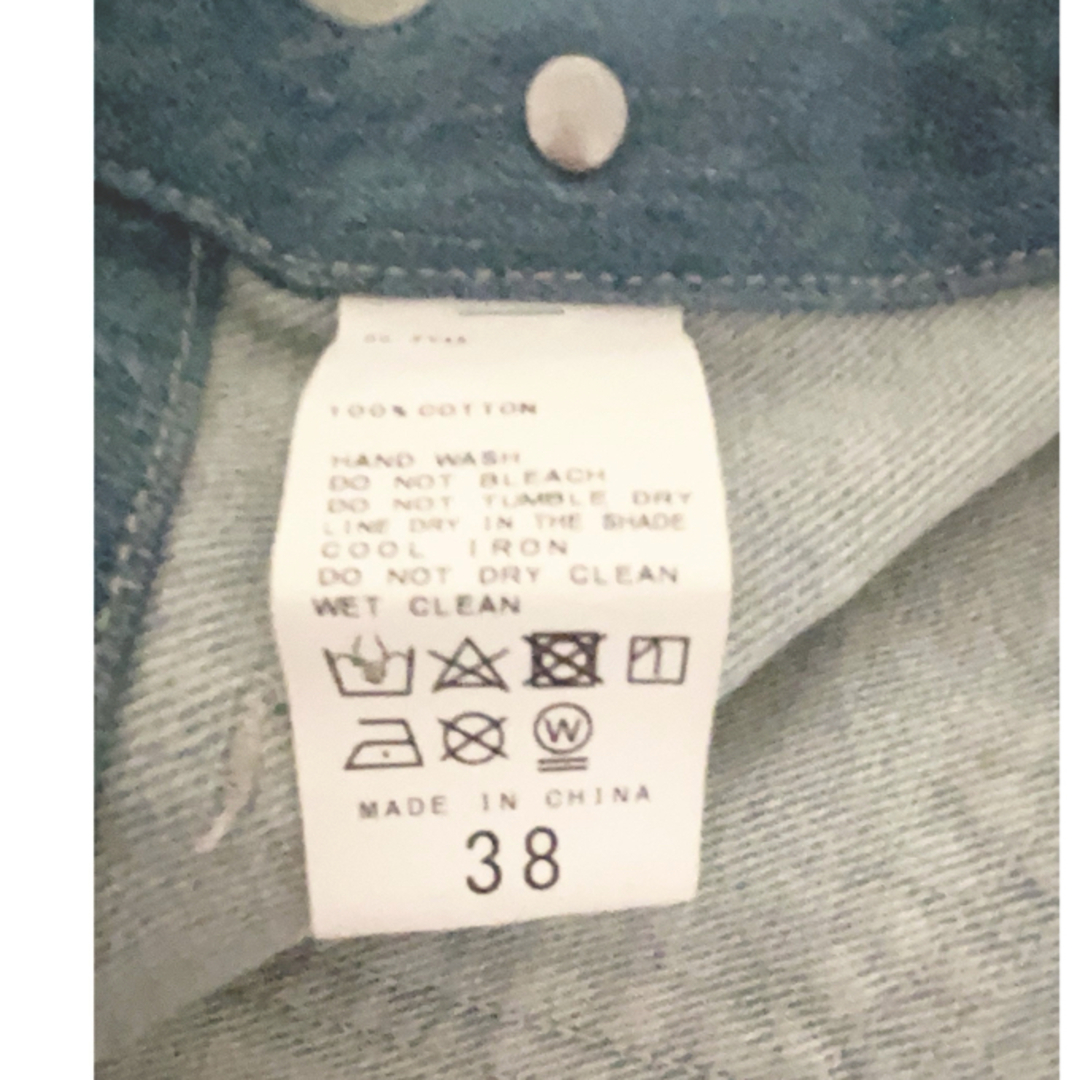 100% COTTON
HAND WASH
DO NOT BLEACH
DO NOT TUMBLE DRY
LINE DRY IN THE SHADE
COOL IRON
DO NOT DRY CLEAN
WET CLEAN
W
MADE IN CHINA
38